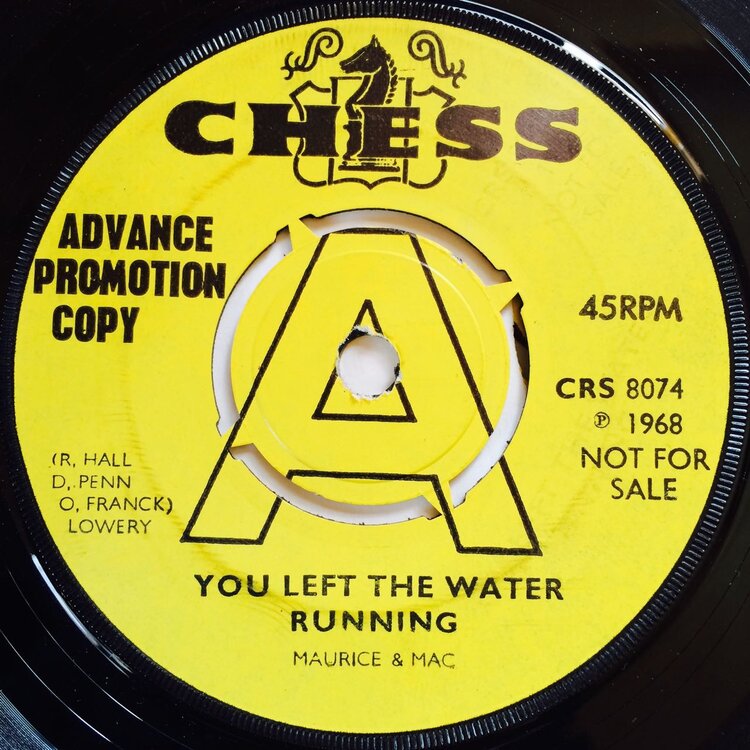 CHESS
ADVANCE
PROMOTION
COPY
A
45RPM
CRS 8074
℗ 1968
NOT FOR
SALE
(R, HALL
D, PENN
O, FRANCK)
LOWERY
YOU LEFT THE WATER
RUNNING
MAURICE & MAC